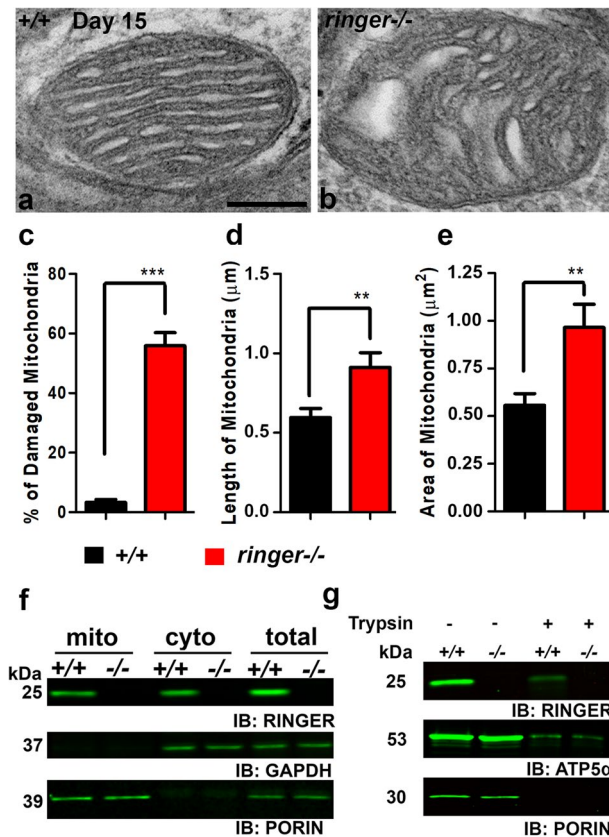 +/+ Day 15
ringer-/-
a
b
c
d
e
% of Damaged Mitochondria
80
60
40
20
0
***
Length of Mitochondria (μm)
1.5
1.0
0.5
0.0
**
Area of Mitochondria (μm²)
1.25
1.00
0.75
0.50
0.25
0.00
**
+/+
ringer-/-
f
mito cyto total
kDa +/+ -/- +/+ -/- +/+ -/-
25
IB: RINGER
37
IB: GAPDH
39
IB: PORIN
g
Trypsin - - + +
kDa +/+ -/- +/+ -/-
25
IB: RINGER
53
IB: ATP5α
30
IB: PORIN